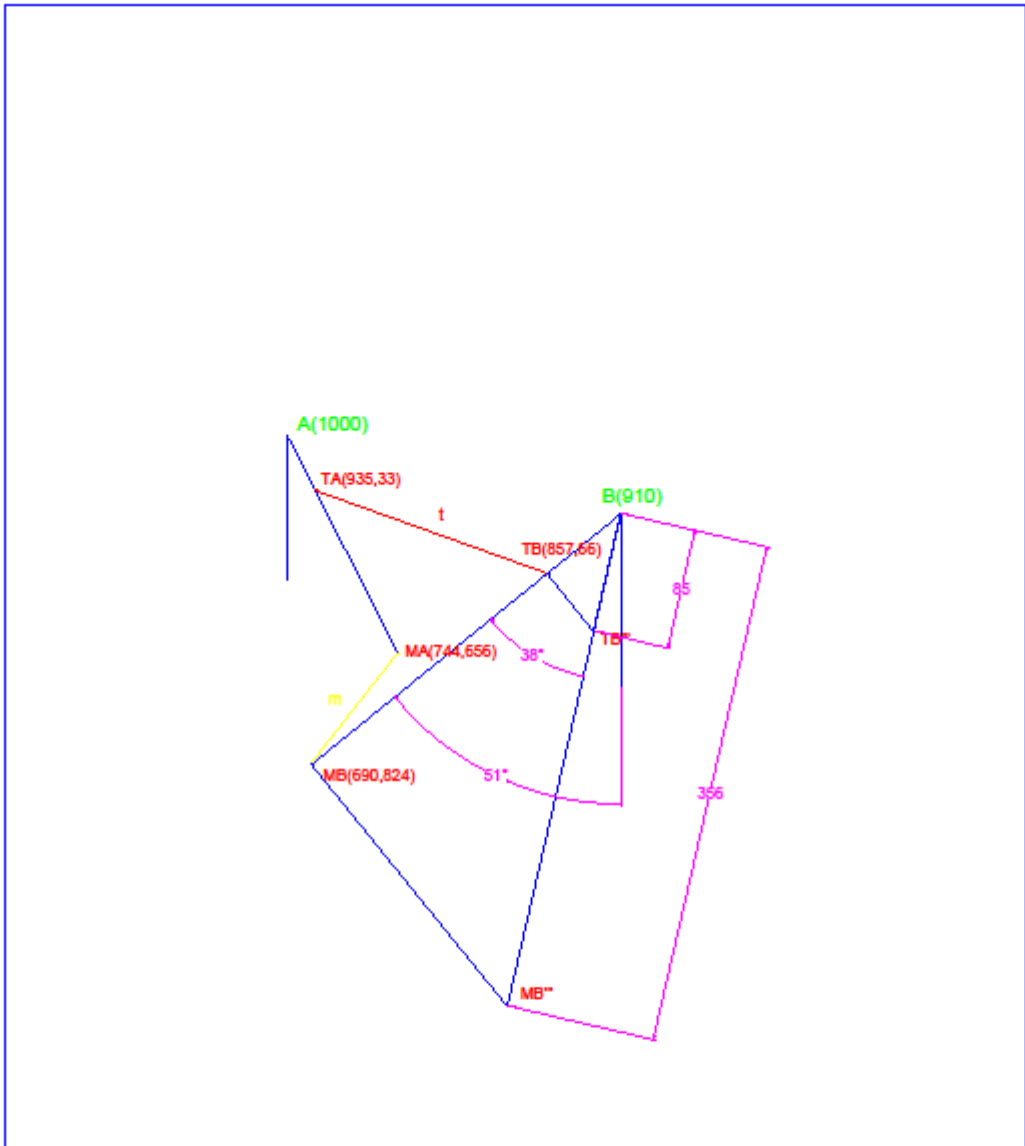 A(1000)
TA(935,33)
B(910)
t
TB(857,66)
85
TB'''
MA(744,656)
38°
m
MB(690,824)
51°
356
MB'''